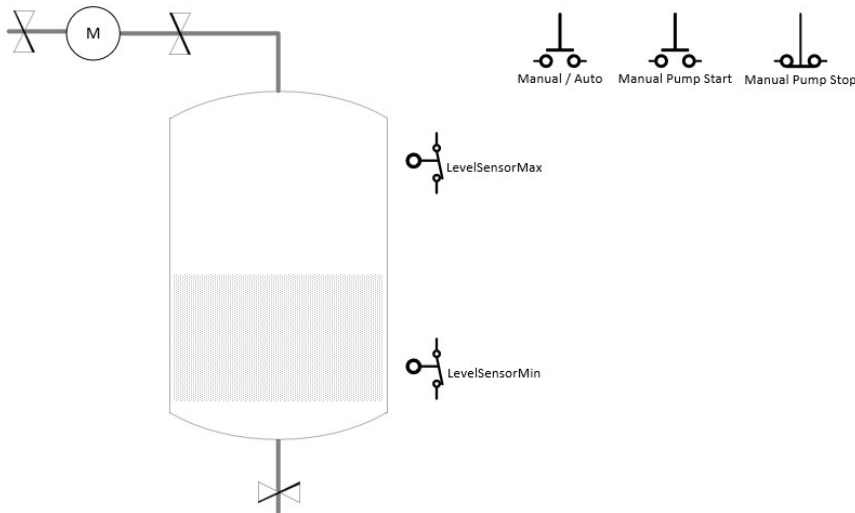 M
Manual / Auto
Manual Pump Start
Manual Pump Stop
LevelSensorMax
LevelSensorMin